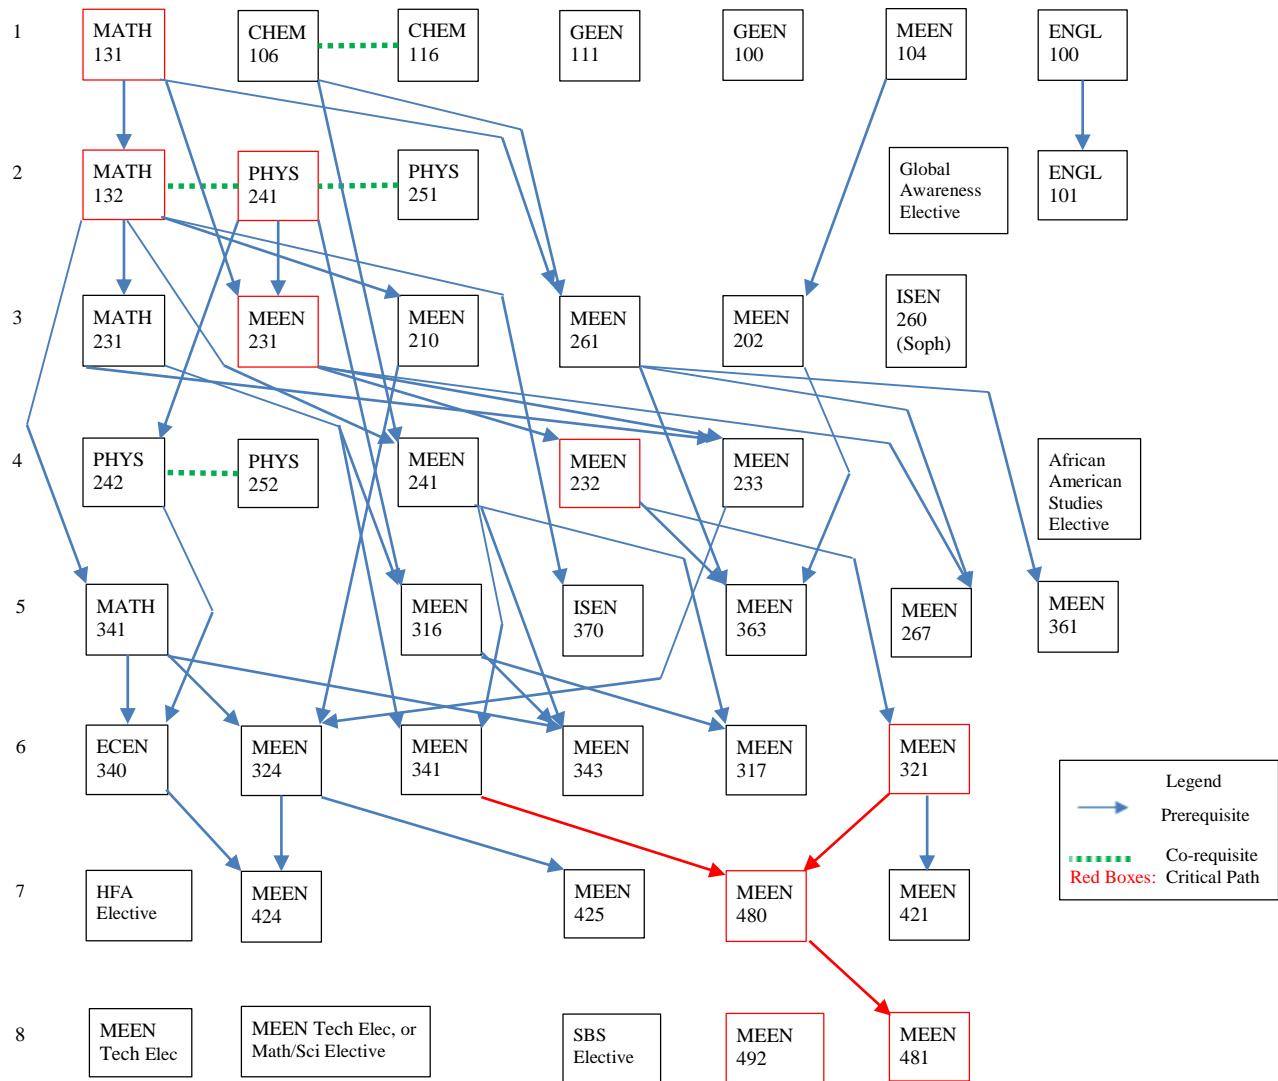 1
MATH
131
CHEM
106
CHEM
116
GEEN
111
GEEN
100
MEEN
104
ENGL
100
2
MATH
132
PHYS
241
PHYS
251
Global
Awareness
Elective
ENGL
101
3
MATH
231
MEEN
231
MEEN
210
MEEN
261
MEEN
202
ISEN
260
(Soph)
4
PHYS
242
PHYS
252
MEEN
241
MEEN
232
MEEN
233
African
American
Studies
Elective
5
MATH
341
MEEN
316
ISEN
370
MEEN
363
MEEN
267
MEEN
361
6
ECEN
340
MEEN
324
MEEN
341
MEEN
343
MEEN
317
MEEN
321
Legend
Prerequisite
Co-requisite
Red Boxes: Critical Path
7
HFA
Elective
MEEN
424
MEEN
425
MEEN
480
MEEN
421
8
MEEN
Tech Elec
MEEN Tech Elec, or
Math/Sci Elective
SBS
Elective
MEEN
492
MEEN
481